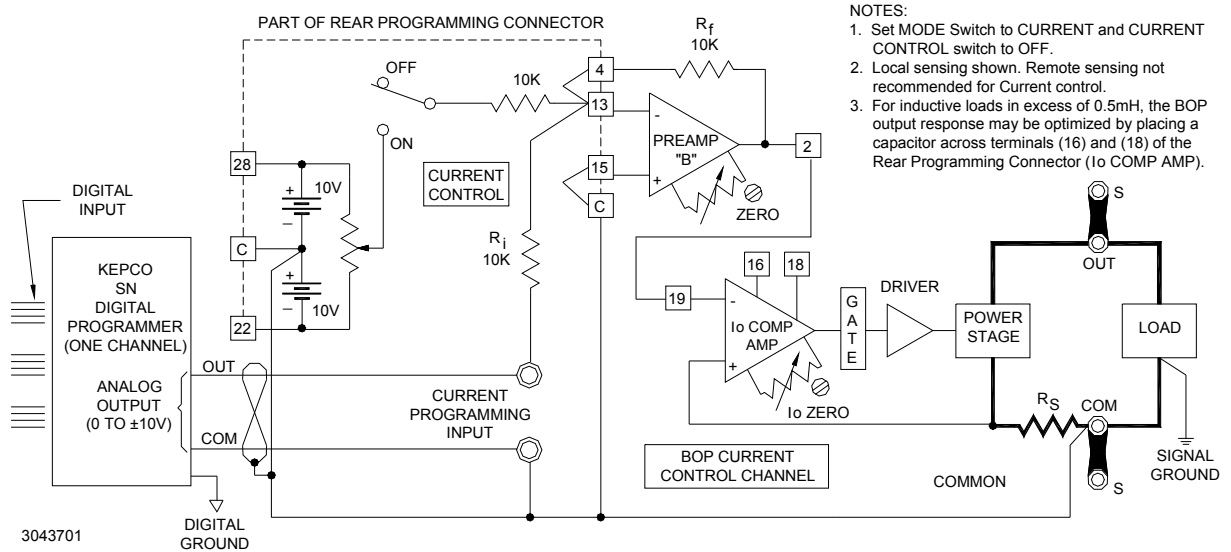 PART OF REAR PROGRAMMING CONNECTOR
OFF
ON
10K
4
13
15
C
CURRENT
CONTROL
28
C
22
+
10V
–
+
10V
–
Ri
10K
Rf
10K
-
PREAMP
"B"
+
ZERO
2
NOTES:
1. Set MODE Switch to CURRENT and CURRENT
CONTROL switch to OFF.
2. Local sensing shown. Remote sensing not
recommended for Current control.
3. For inductive loads in excess of 0.5mH, the BOP
output response may be optimized by placing a
capacitor across terminals (16) and (18) of the
Rear Programming Connector (Io COMP AMP).
DIGITAL
INPUT
KEPCO
SN
DIGITAL
PROGRAMMER
(ONE CHANNEL)
ANALOG
OUTPUT
(0 TO ±10V)
OUT
COM
CURRENT
PROGRAMMING
INPUT
DIGITAL
GROUND
19
16
18
-
Io COMP
AMP
+
Io ZERO
GATE
DRIVER
POWER
STAGE
S
OUT
LOAD
RS
COM
S
SIGNAL
GROUND
BOP CURRENT
CONTROL CHANNEL
COMMON
3043701